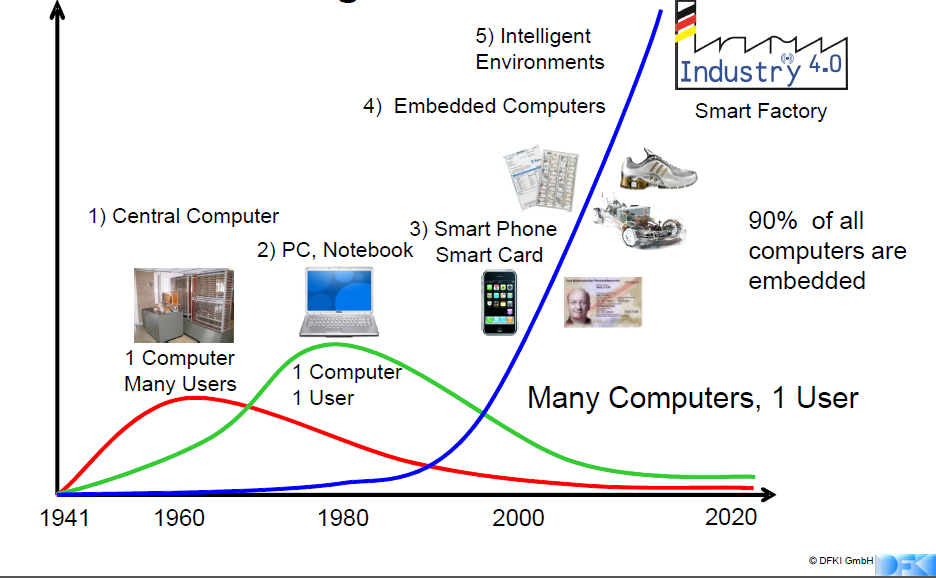 5) Intelligent
Environments
Industry 4.0
Smart Factory
4) Embedded Computers
1) Central Computer
2) PC, Notebook
3) Smart Phone
Smart Card
90% of all
computers are
embedded
1 Computer
Many Users
1 Computer
1 User
Many Computers, 1 User
1941
1960
1980
2000
2020
© DFKI GmbH